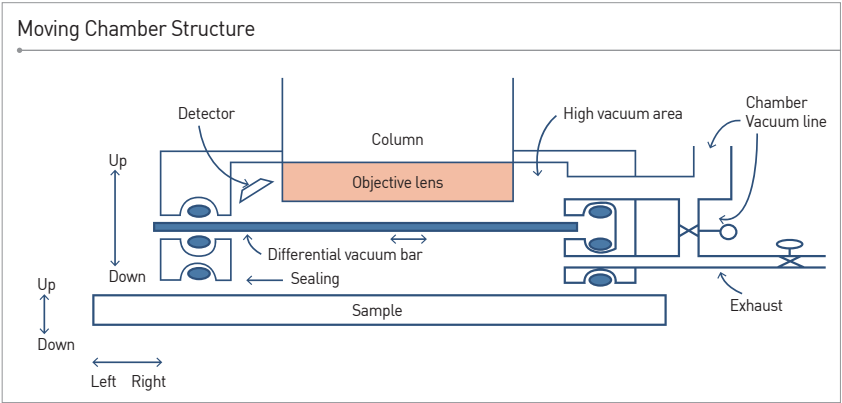 Moving Chamber Structure
Detector
Column
High vacuum area
Chamber
Vacuum line
Up
Objective lens
Differential vacuum bar
Down
Sealing
Up
Exhaust
Sample
Down
Left Right